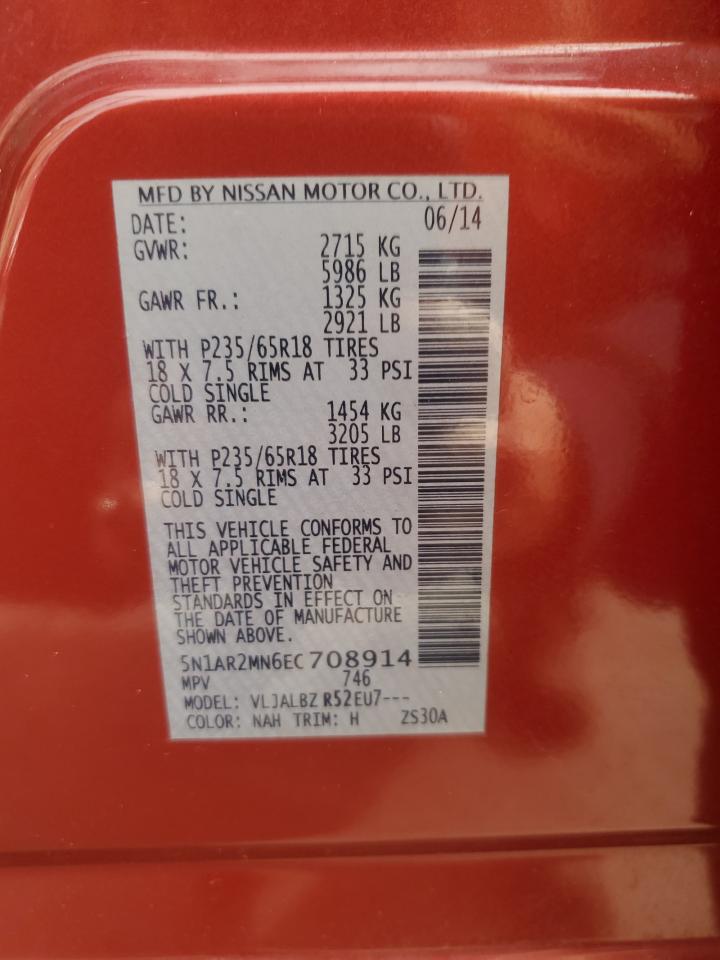 MFD BY NISSAN MOTOR CO., LTD.
DATE: 06/14
GVWR: 2715 KG
5986 LB
GAWR FR.: 1325 KG
2921 LB
WITH P235/65R18 TIRES
18 X 7.5 RIMS AT 33 PSI
COLD SINGLE
GAWR RR.: 1454 KG
3205 LB
WITH P235/65R18 TIRES
18 X 7.5 RIMS AT 33 PSI
COLD SINGLE
THIS VEHICLE CONFORMS TO
ALL APPLICABLE FEDERAL
MOTOR VEHICLE SAFETY AND
THEFT PREVENTION
STANDARDS IN EFFECT ON
THE DATE OF MANUFACTURE
SHOWN ABOVE.
5N1AR2MN6EC708914
MPV 746
MODEL: VLJALBZ R52EU7---
COLOR: NAH TRIM: H ZS30A